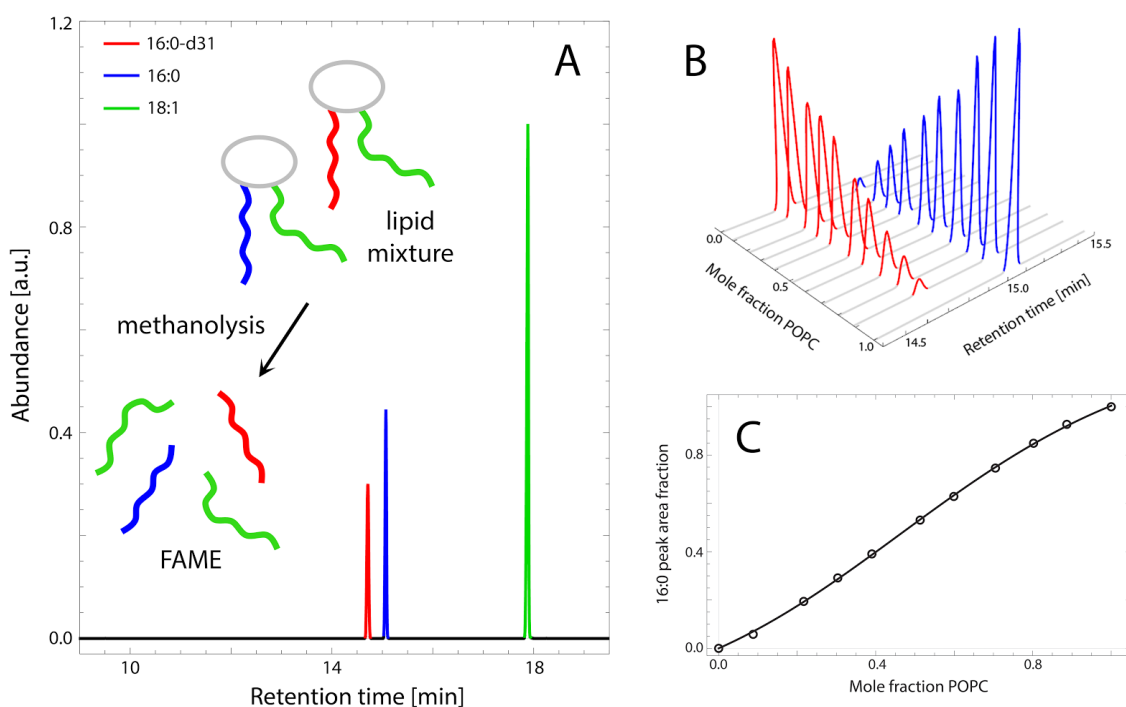 A
16:0-d31
16:0
18:1
lipid
mixture
methanolysis
FAME
Abundance [a.u.]
1.2
0.8
0.4
0.0
10
14
18
Retention time [min]
B
0.0
0.5
1.0
Mole fraction POPC
14.5
15.0
15.5
Retention time [min]
C
16:0 peak area fraction
0.8
0.4
0.0
0.0
0.4
0.8
Mole fraction POPC